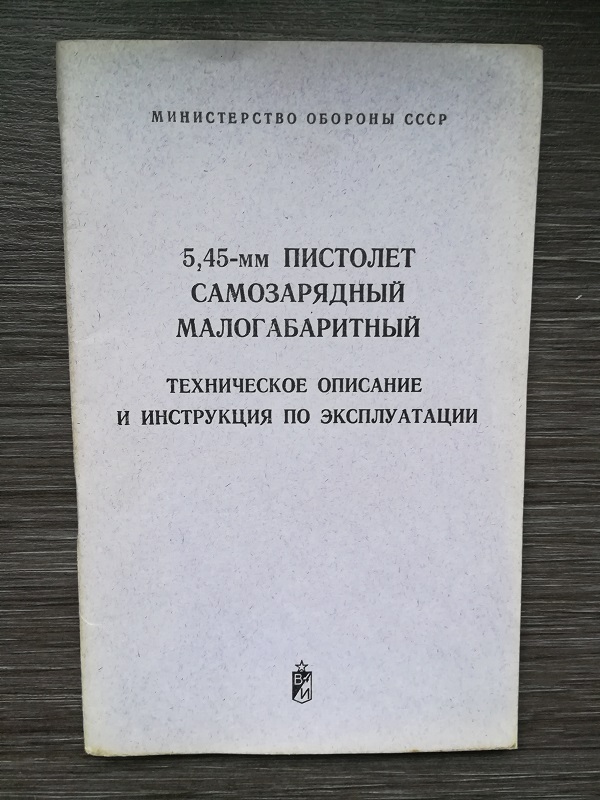 МИНИСТЕРСТВО ОБОРОНЫ СССР
5,45-мм ПИСТОЛЕТ
САМОЗАРЯДНЫЙ
МАЛОГАБАРИТНЫЙ
ТЕХНИЧЕСКОЕ ОПИСАНИЕ
И ИНСТРУКЦИЯ ПО ЭКСПЛУАТАЦИИ
В
И